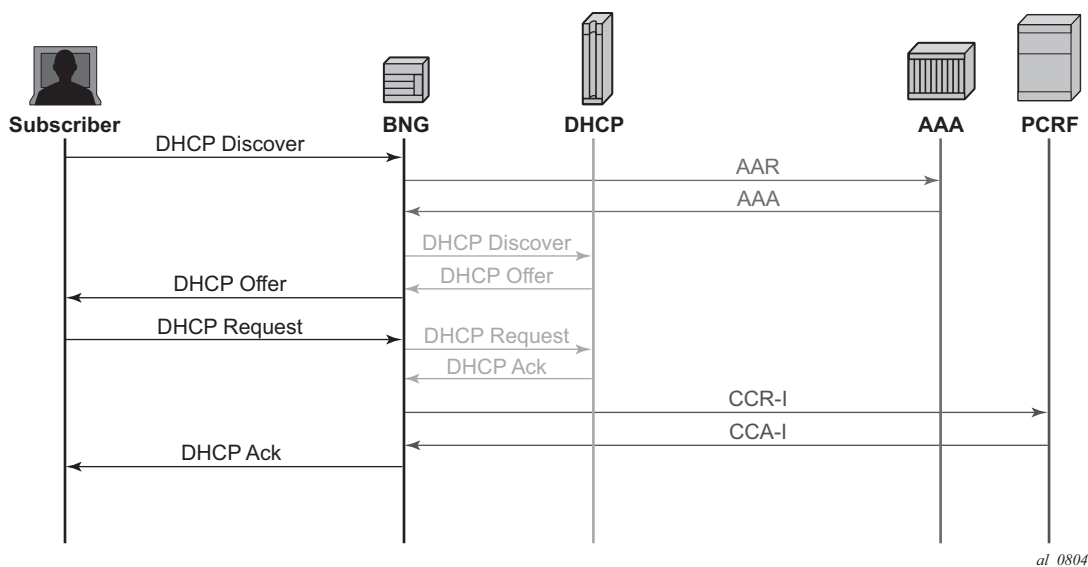 Subscriber BNG DHCP AAA PCRF
DHCP Discover
AAR
AAA
DHCP Discover
DHCP Offer
DHCP Offer
DHCP Request
DHCP Request
DHCP Ack
CCR-I
CCA-I
DHCP Ack
al_0804